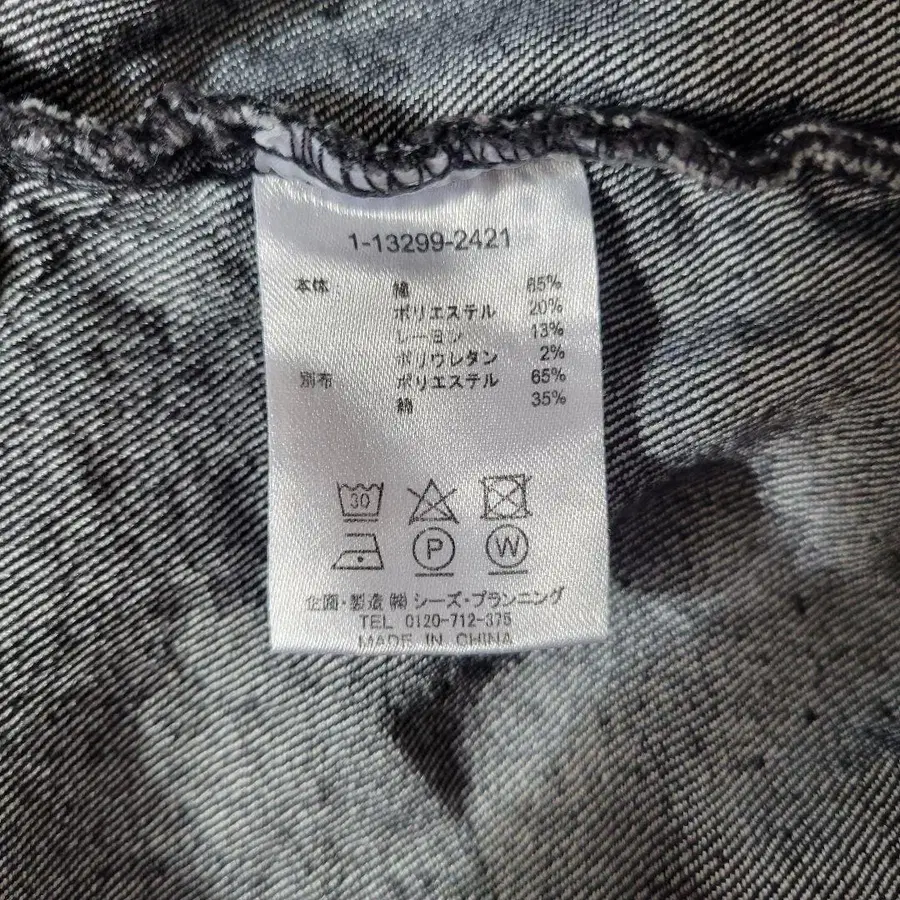 1-13299-2421
本体 綿 65%
ポリエステル 20%
レーヨン 13%
ポリウレタン 2%
別布 ポリエステル 65%
綿 35%
30
P W
企画・製造 ㈱ シーズ・プランニング
TEL 0120-712-375
MADE IN CHINA